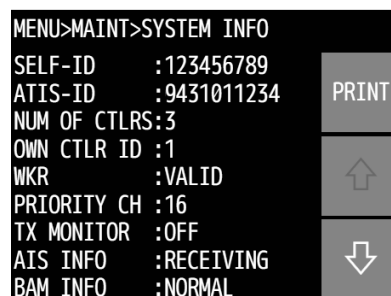 MENU>MAINT>SYSTEM INFO
SELF-ID :123456789
ATIS-ID :9431011234
NUM OF CTLRS:3
OWN CTLR ID :1
WKR :VALID
PRIORITY CH :16
TX MONITOR :OFF
AIS INFO :RECEIVING
BAM INFO :NORMAL
PRINT